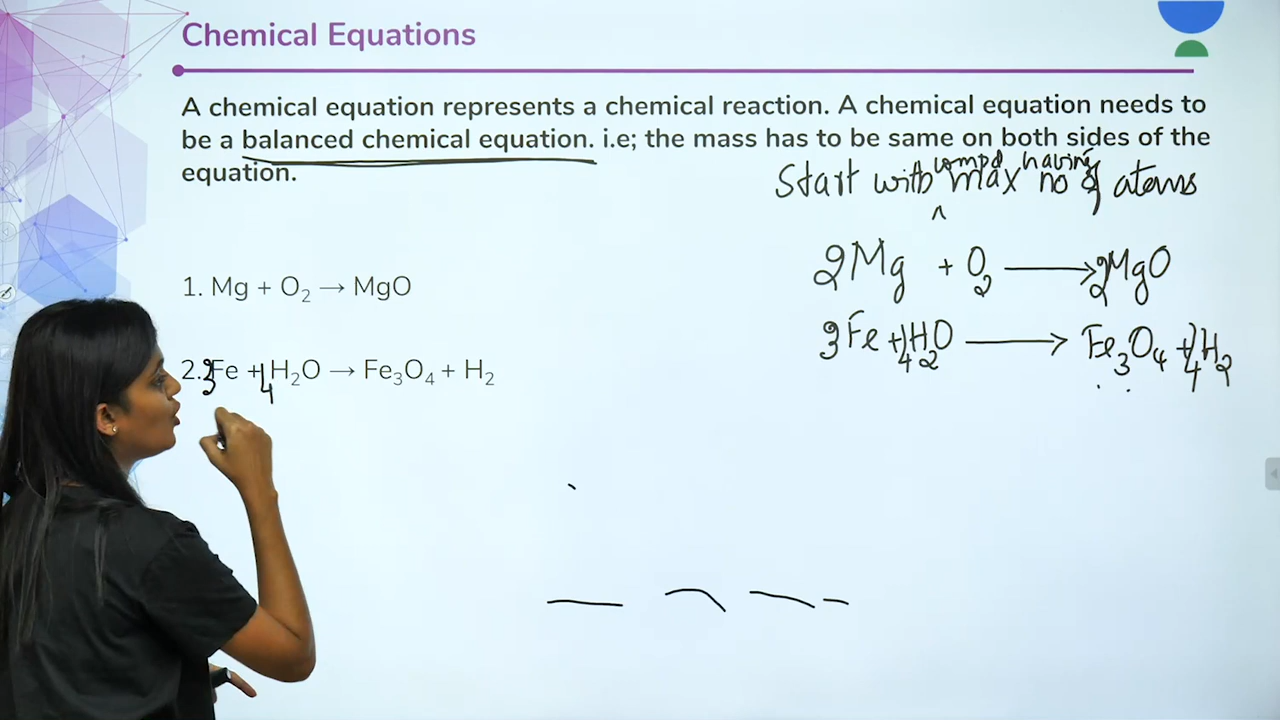 Chemical Equations
A chemical equation represents a chemical reaction. A chemical equation needs to
be a balanced chemical equation. i.e; the mass has to be same on both sides of the
equation.
Start with compd having max no of atoms
2Mg + O₂ ⟶ 2MgO
1. Mg + O₂ → MgO
3Fe + 4H₂O ⟶ Fe₃O₄ + 4H₂
2. 3Fe + 4H₂O → Fe₃O₄ + H₂